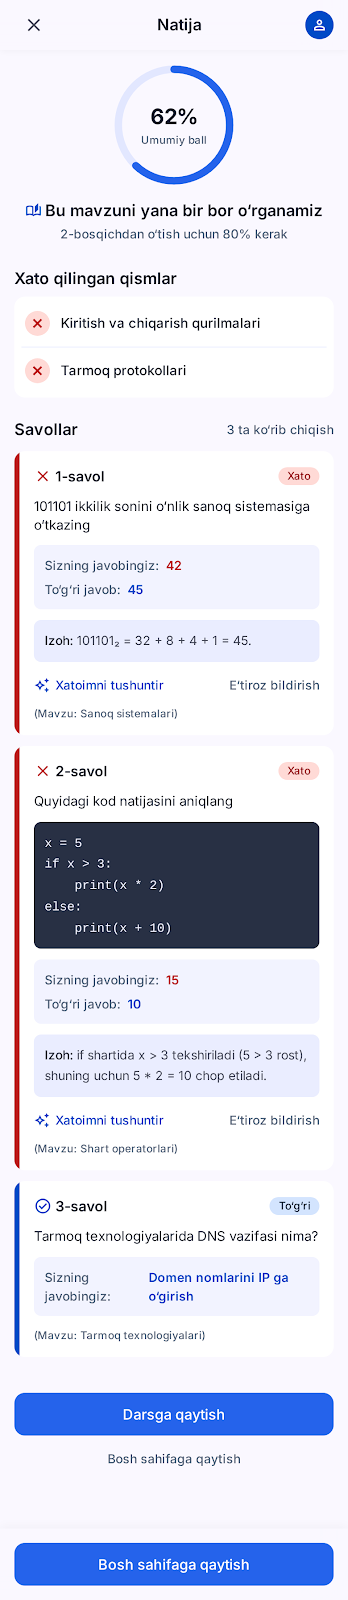 Natija
62%
Umumiy ball
Bu mavzuni yana bir bor o‘rganamiz
2-bosqichdan o‘tish uchun 80% kerak
Xato qilingan qismlar
Kiritish va chiqarish qurilmalari
Tarmoq protokollari
Savollar
3 ta ko‘rib chiqish
1-savol
Xato
101101 ikkilik sonini o‘nlik sanoq sistemasiga
o‘tkazing
Sizning javobingiz: 42
To‘g‘ri javob: 45
Izoh: 101101₂ = 32 + 8 + 4 + 1 = 45.
Xatoimni tushuntir
E’tiroz bildirish
(Mavzu: Sanoq sistemalari)
2-savol
Xato
Quyidagi kod natijasini aniqlang
x = 5
if x > 3:
    print(x * 2)
else:
    print(x + 10)
Sizning javobingiz: 15
To‘g‘ri javob: 10
Izoh: if shartida x > 3 tekshiriladi (5 > 3 rost),
shuning uchun 5 * 2 = 10 chop etiladi.
Xatoimni tushuntir
E’tiroz bildirish
(Mavzu: Shart operatorlari)
3-savol
To‘g‘ri
Tarmoq texnologiyalarida DNS vazifasi nima?
Sizning
javobingiz:
Domen nomlarini IP ga
o‘girish
(Mavzu: Tarmoq texnologiyalari)
Darsga qaytish
Bosh sahifaga qaytish
Bosh sahifaga qaytish